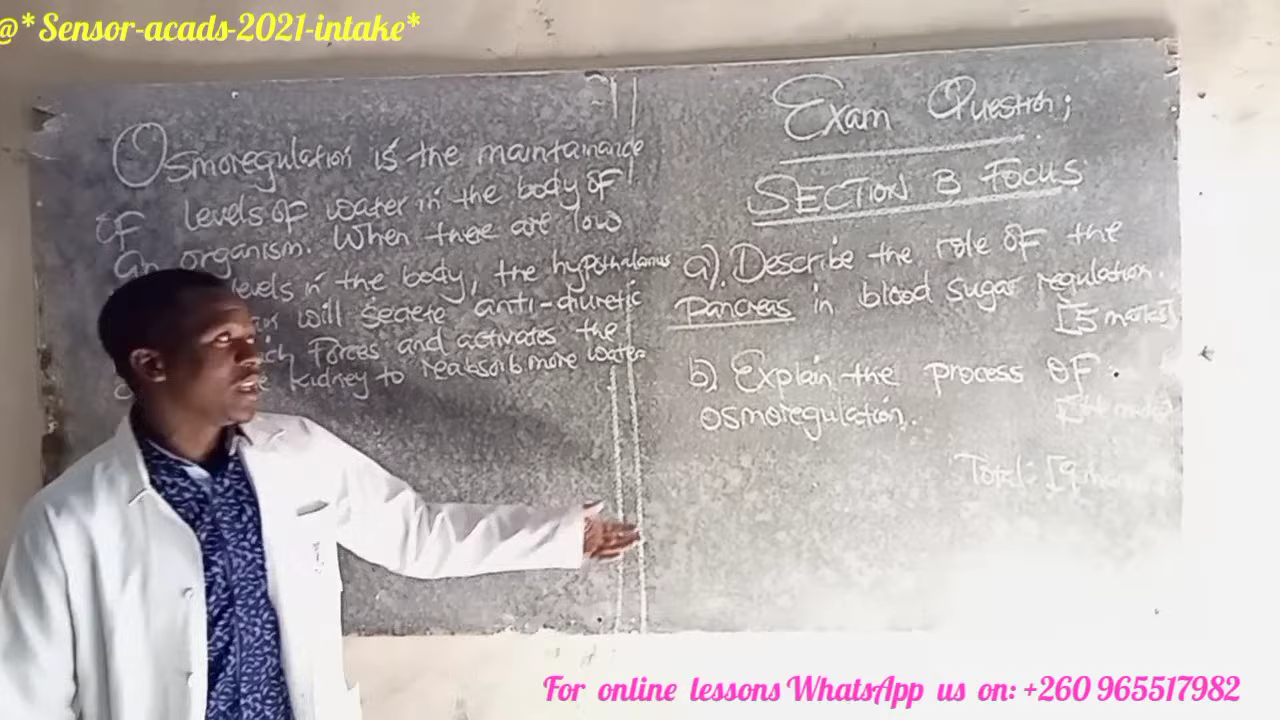 @*Sensor-acads-2021-intake*
Osmoregulation is the maintainance
of levels of water in the body of
an organism. When there are low
levels in the body, the hypothalamus
will secrete anti-diuretic
Forces and activates the
kidney to reabsorb more water
Exam Question;
SECTION B FOCUS
a). Describe the role of the
Pancreas in blood sugar regulation.
[5 marks]
b). Explain the process of
osmoregulation.
Total: [9
For online lessons WhatsApp us on: +260 965517982